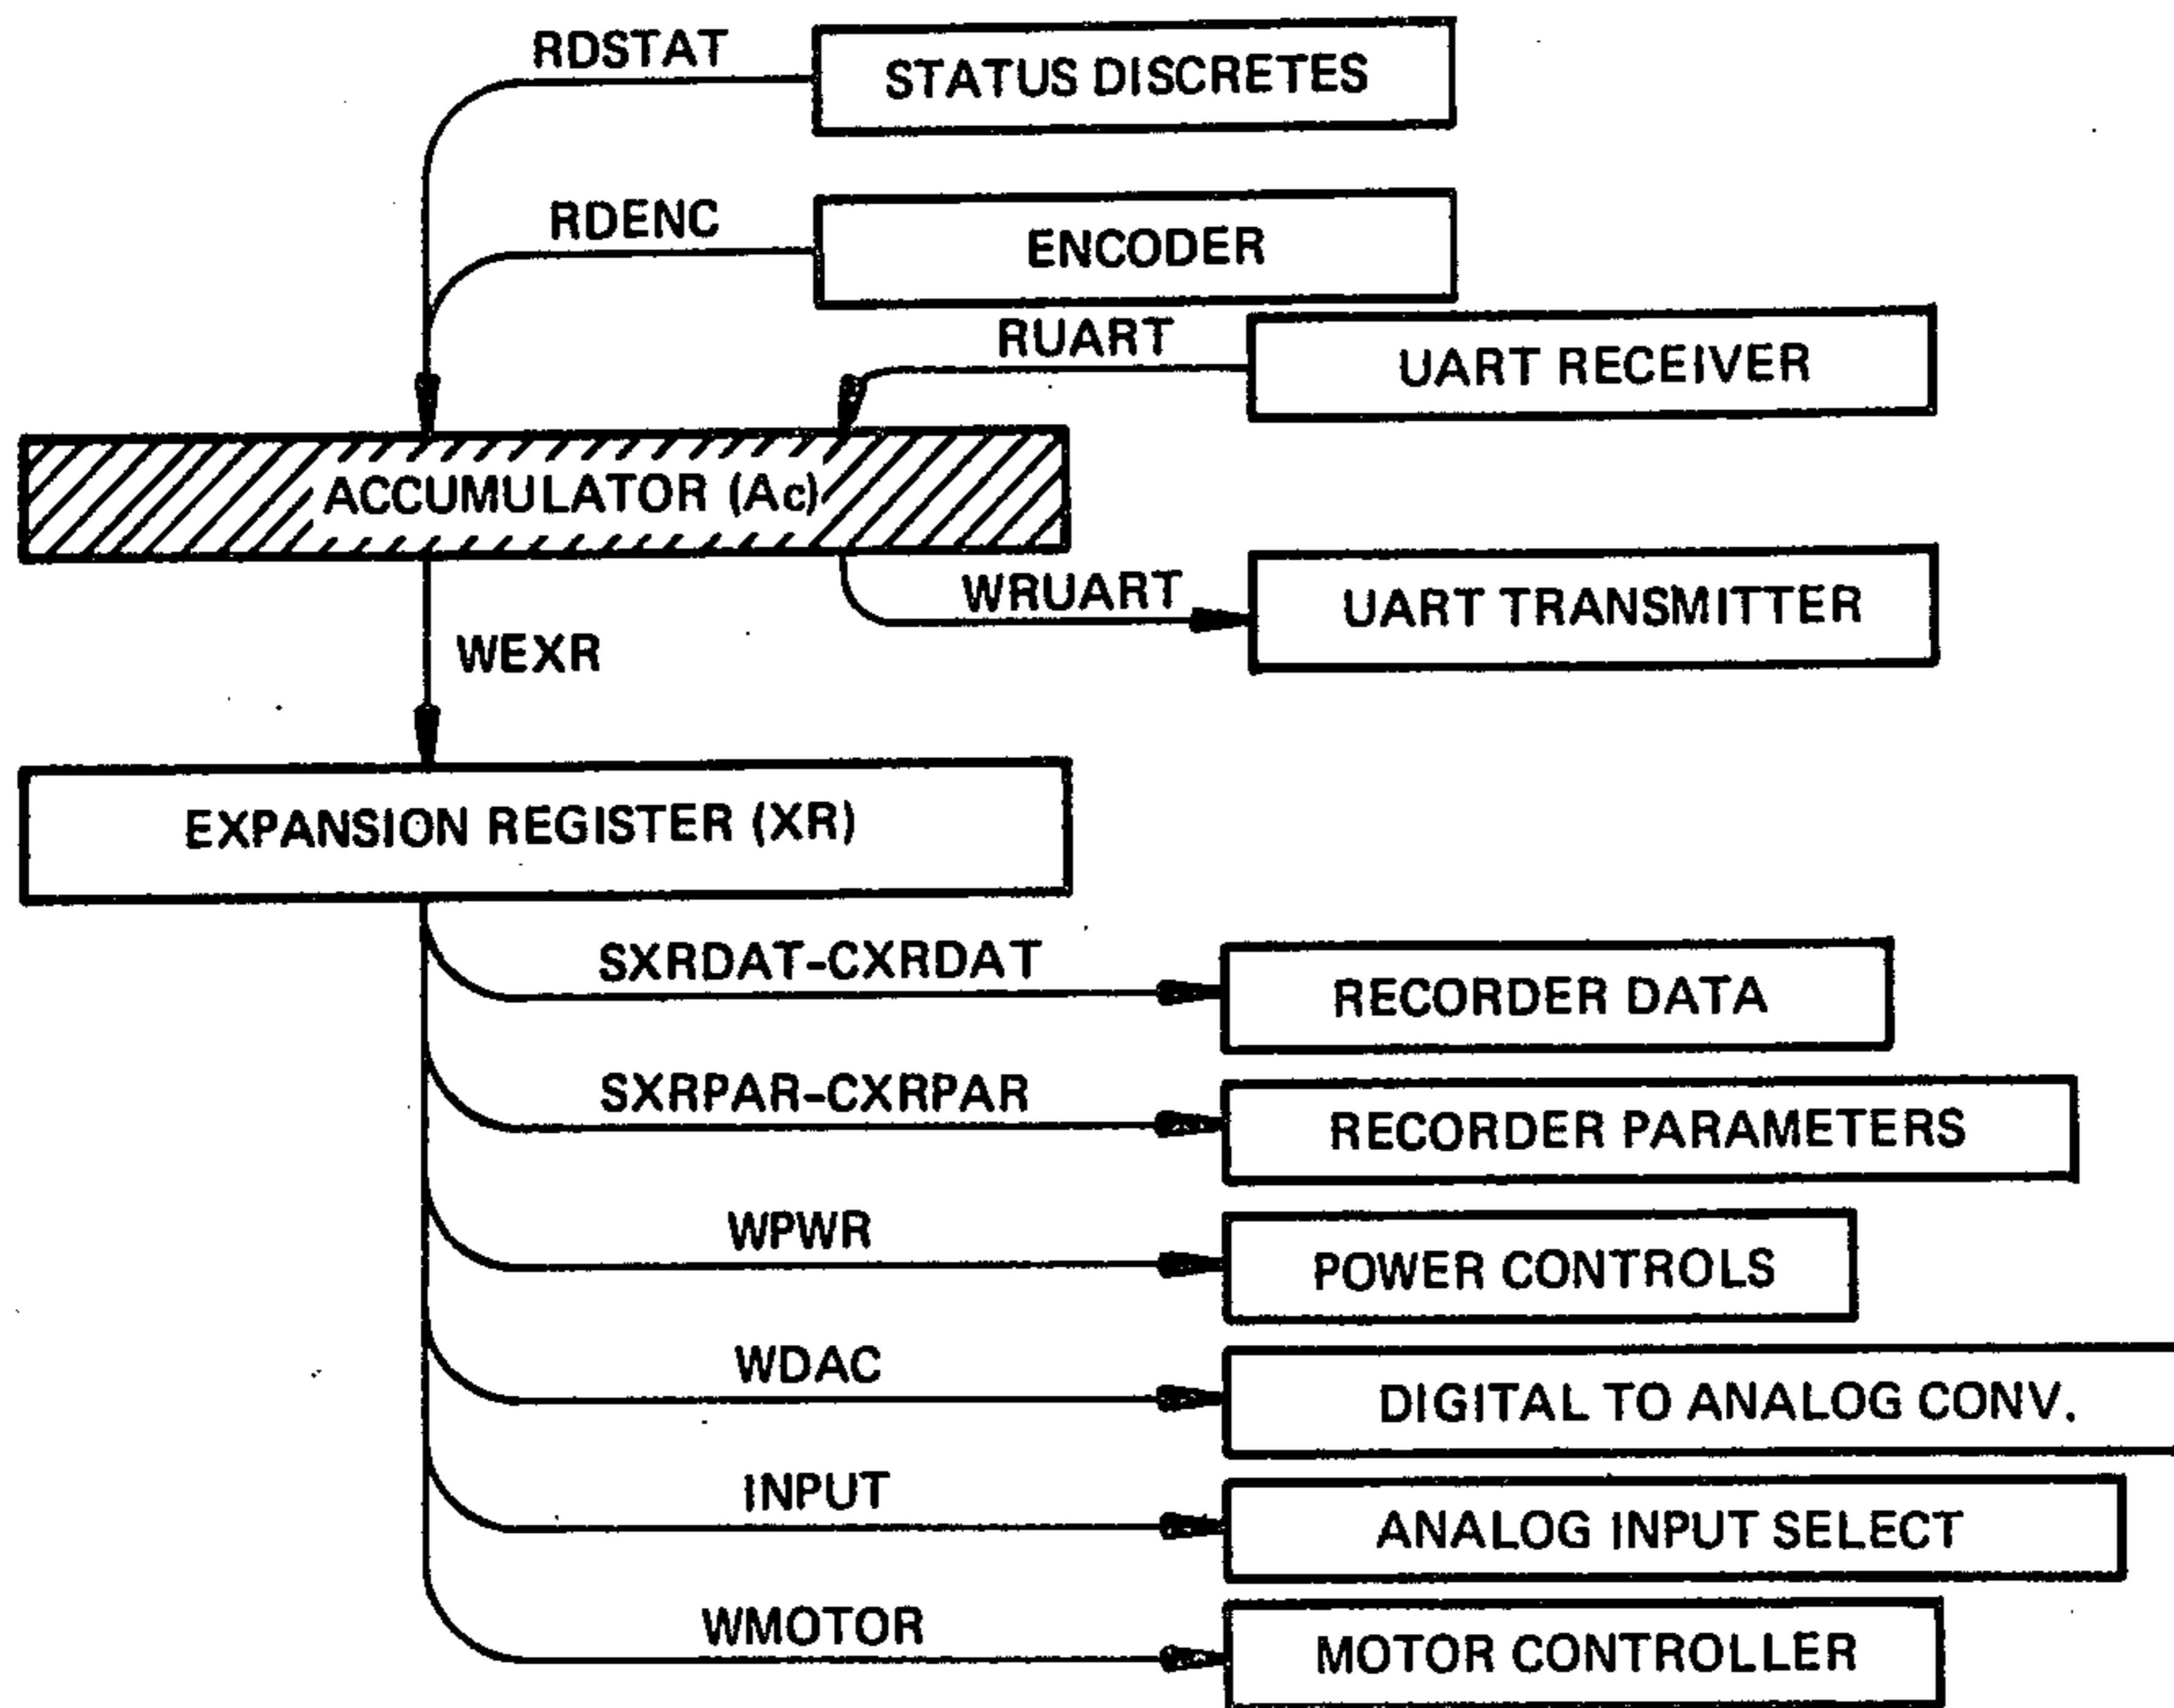 RDSTAT
STATUS DISCRETES
RDENC
ENCODER
RUART
UART RECEIVER
ACCUMULATOR (Ac)
WRUART
UART TRANSMITTER
WEXR
EXPANSION REGISTER (XR)
SXRDAT-CXRDAT
RECORDER DATA
SXRPAR-CXRPAR
RECORDER PARAMETERS
WPWR
POWER CONTROLS
WDAC
DIGITAL TO ANALOG CONV.
INPUT
ANALOG INPUT SELECT
WMOTOR
MOTOR CONTROLLER